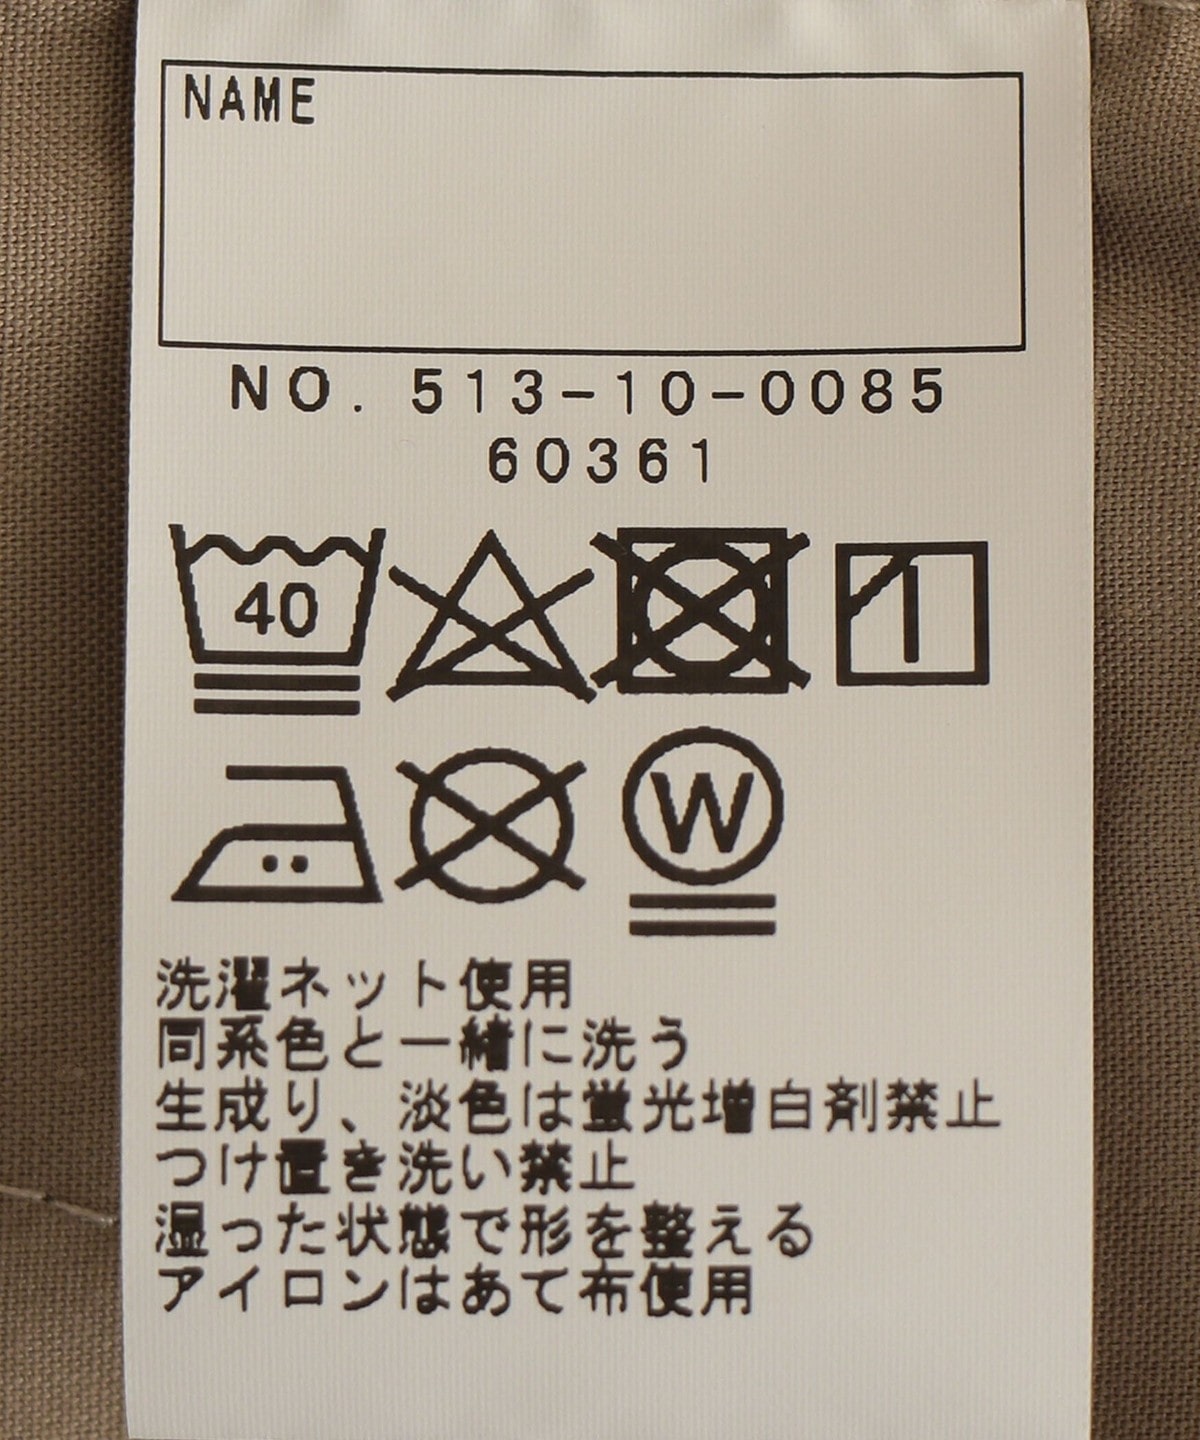 NAME
NO. 513-10-0085
60361
40
W
洗濯ネット使用
同系色と一緒に洗う
生成り、淡色は蛍光増白剤禁止
つけ置き洗い禁止
湿った状態で形を整える
アイロンはあて布使用